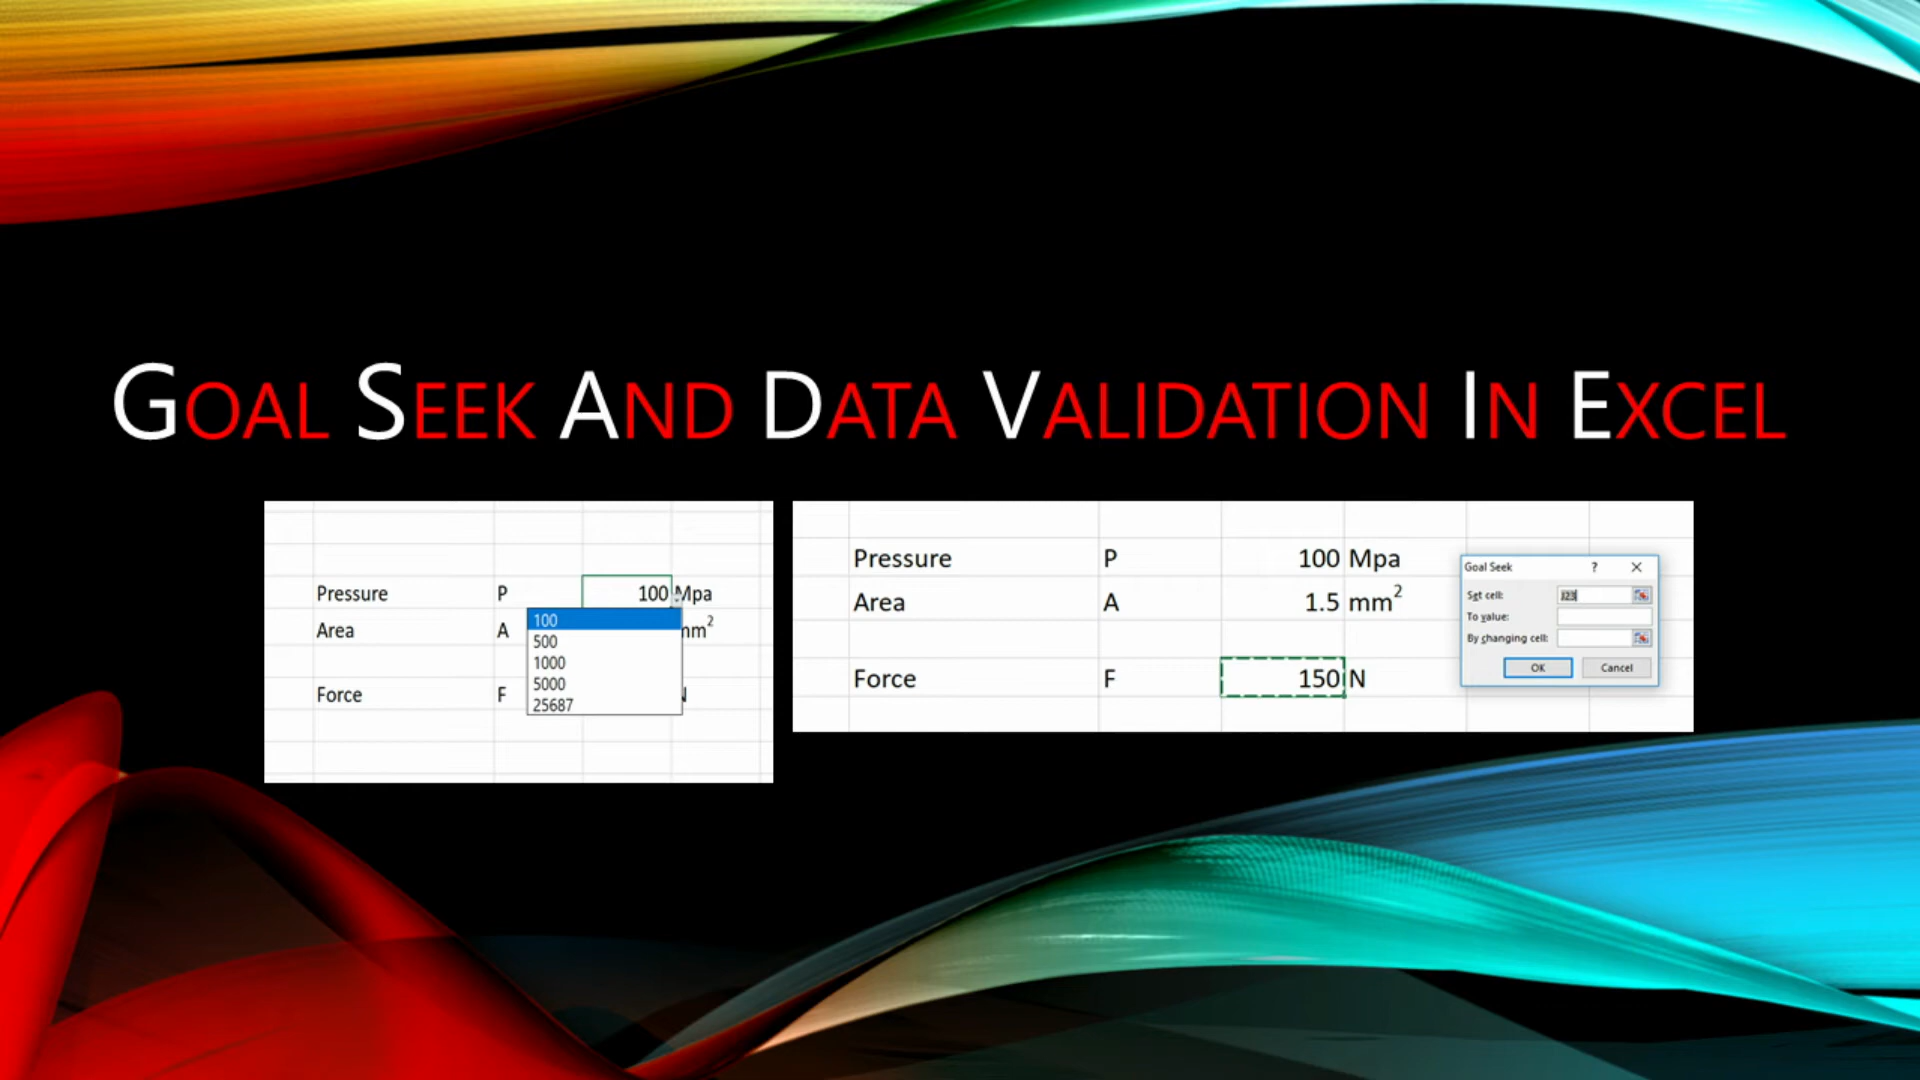 GOAL SEEK AND DATA VALIDATION IN EXCEL
Pressure P 100 Mpa
Area A mm2
100
500
1000
5000
25687
Force F N
Pressure P 100 Mpa
Area A 1.5 mm2
Force F 150 N
Goal Seek ? ×
Set cell: J23
To value:
By changing cell:
OK Cancel